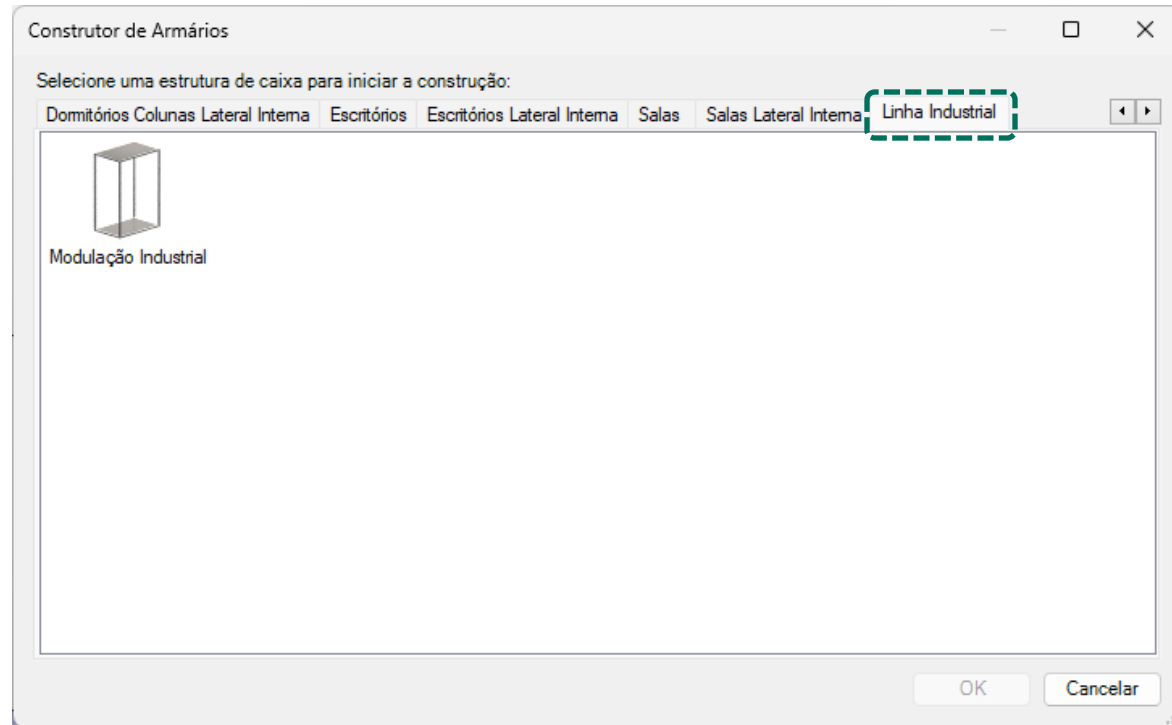 Construtor de Armários
Selecione uma estrutura de caixa para iniciar a construção:
Dormitórios Colunas Lateral Interna Escritórios Escritórios Lateral Interna Salas Salas Lateral Interna Linha Industrial
Modulação Industrial
OK Cancelar